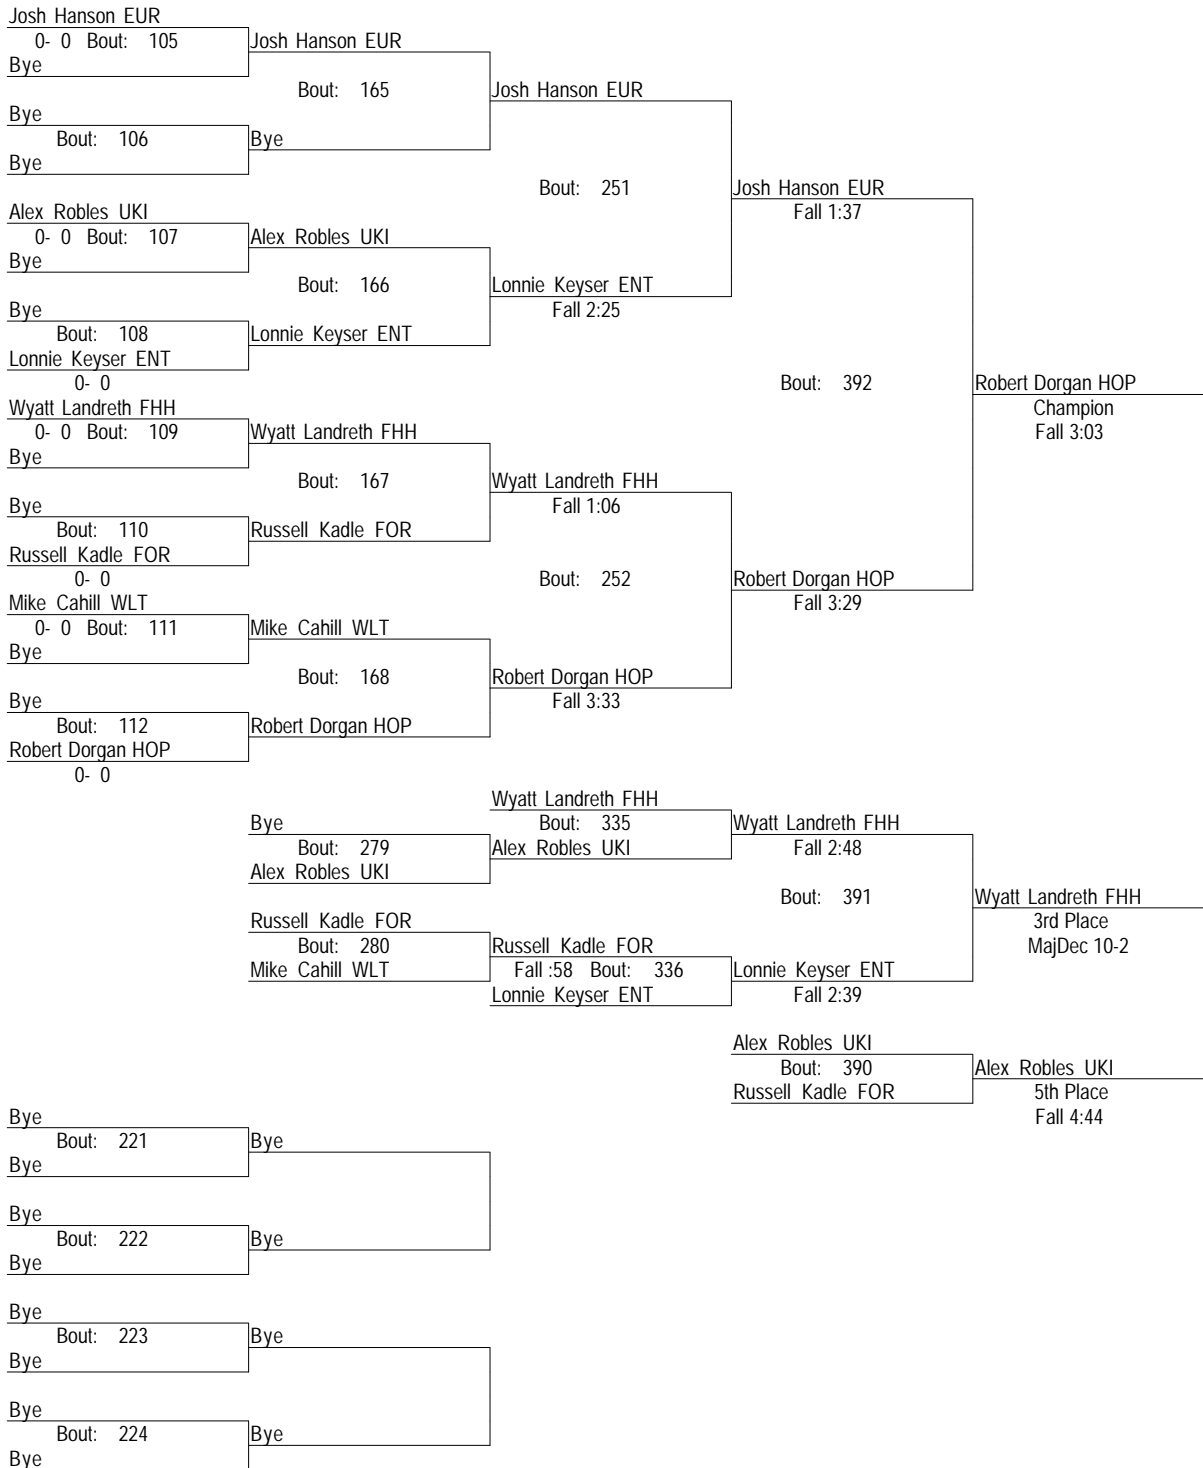 Josh Hanson EUR
0- 0 Bout: 105
Josh Hanson EUR
Bye
Bout: 165
Josh Hanson EUR
Bye
Bout: 106
Bye
Bye
Bout: 251
Josh Hanson EUR
Fall 1:37
Alex Robles UKI
0- 0 Bout: 107
Alex Robles UKI
Bye
Bout: 166
Lonnie Keyser ENT
Fall 2:25
Bye
Bout: 108
Lonnie Keyser ENT
Lonnie Keyser ENT
0- 0
Bout: 392
Robert Dorgan HOP
Champion
Fall 3:03
Wyatt Landreth FHH
0- 0 Bout: 109
Wyatt Landreth FHH
Bye
Bout: 167
Wyatt Landreth FHH
Fall 1:06
Bye
Bout: 110
Russell Kadle FOR
Russell Kadle FOR
0- 0
Bout: 252
Robert Dorgan HOP
Fall 3:29
Mike Cahill WLT
0- 0 Bout: 111
Mike Cahill WLT
Bye
Bout: 168
Robert Dorgan HOP
Fall 3:33
Bye
Bout: 112
Robert Dorgan HOP
Robert Dorgan HOP
0- 0
Wyatt Landreth FHH
Bye
Bout: 335
Wyatt Landreth FHH
Bout: 279
Alex Robles UKI
Fall 2:48
Alex Robles UKI
Bout: 391
Wyatt Landreth FHH
3rd Place
MajDec 10-2
Russell Kadle FOR
Bout: 280
Russell Kadle FOR
Mike Cahill WLT
Fall :58 Bout: 336
Lonnie Keyser ENT
Lonnie Keyser ENT
Fall 2:39
Alex Robles UKI
Bout: 390
Alex Robles UKI
Russell Kadle FOR
5th Place
Fall 4:44
Bye
Bout: 221
Bye
Bye
Bye
Bout: 222
Bye
Bye
Bye
Bout: 223
Bye
Bye
Bye
Bout: 224
Bye
Bye